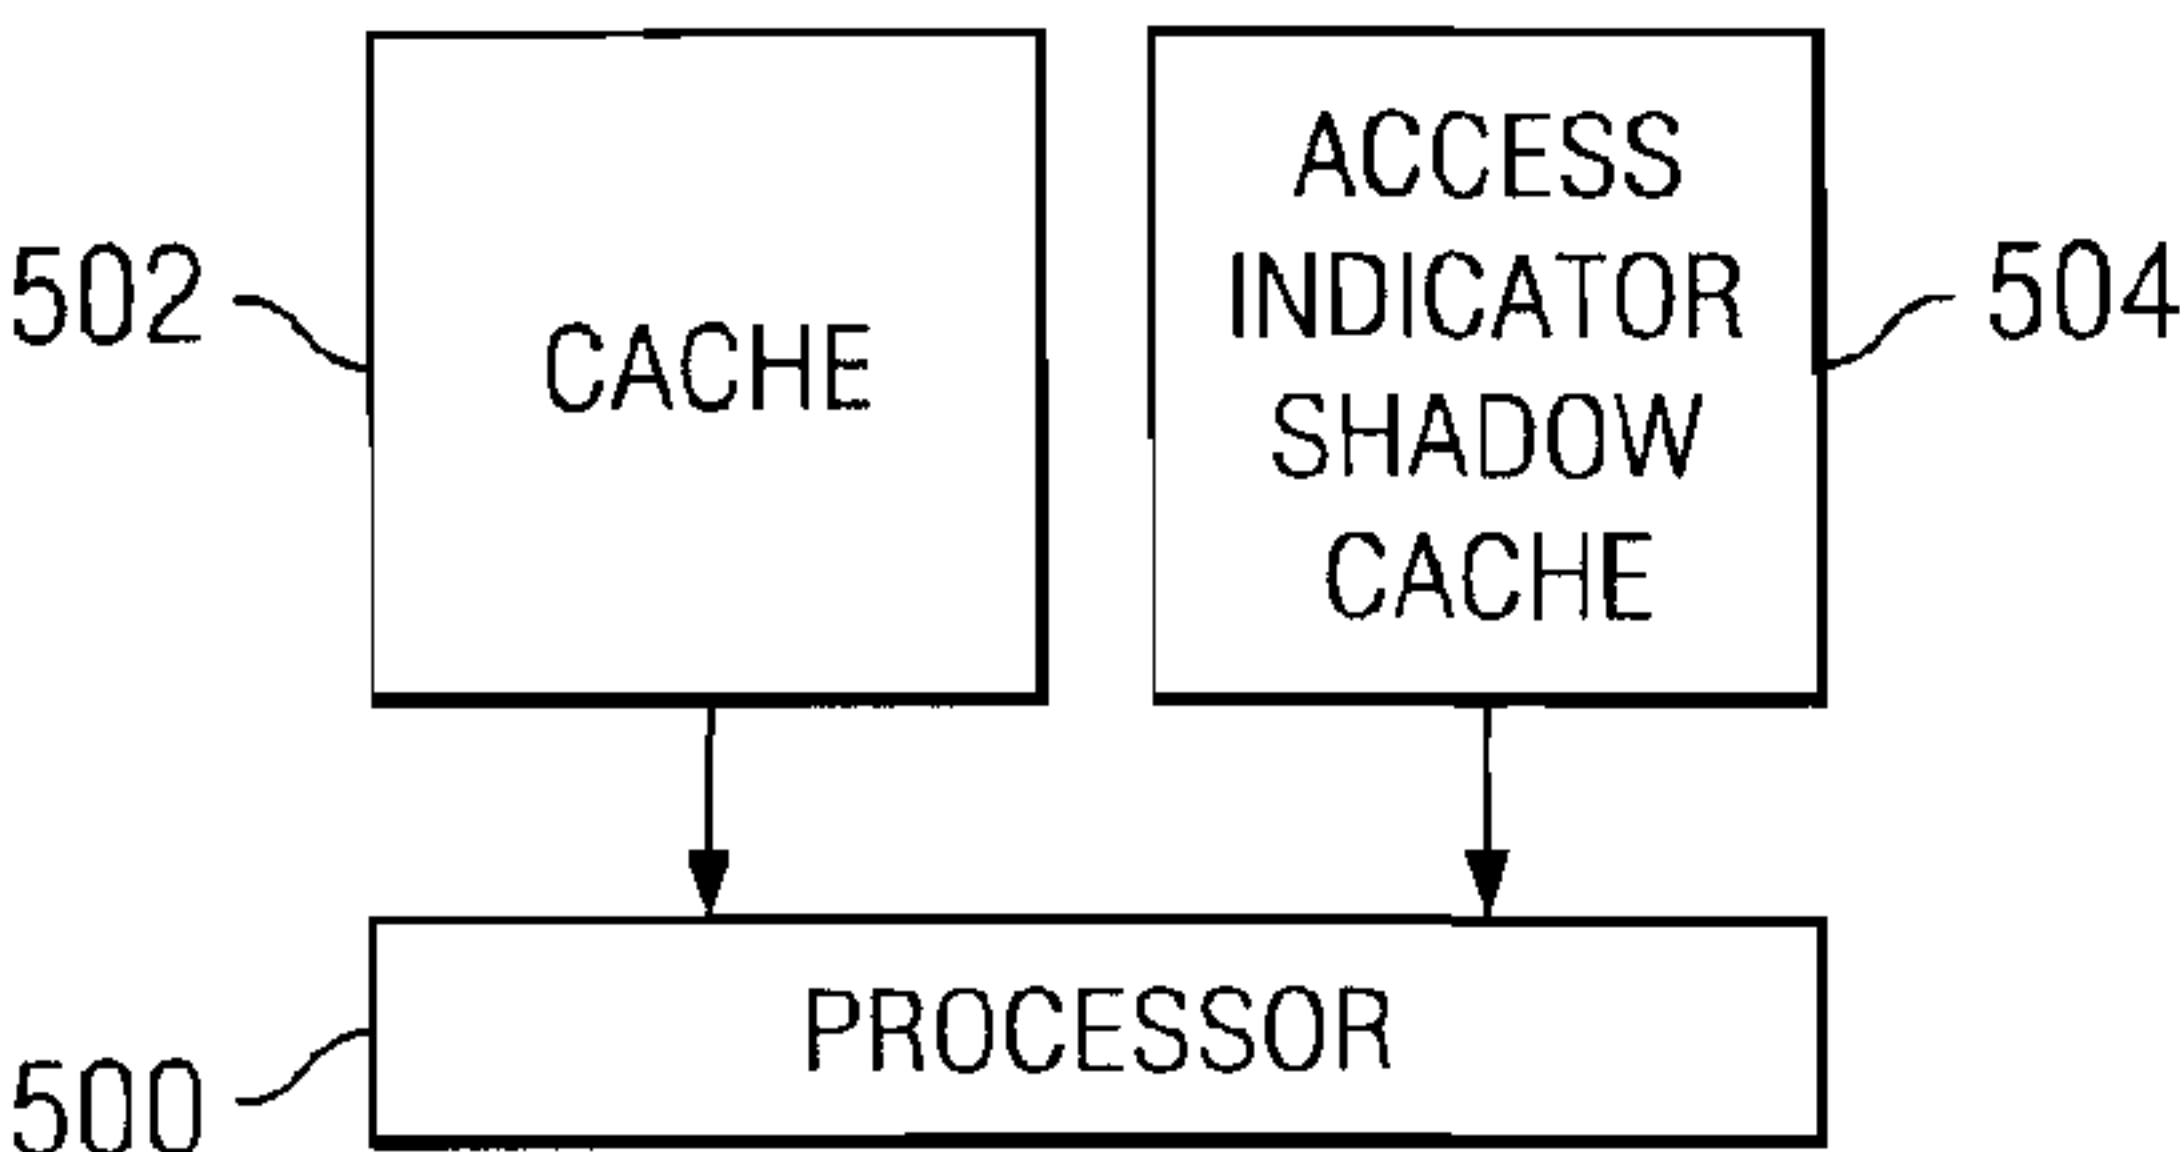 502
CACHE
ACCESS
INDICATOR
SHADOW
CACHE
504
500
PROCESSOR